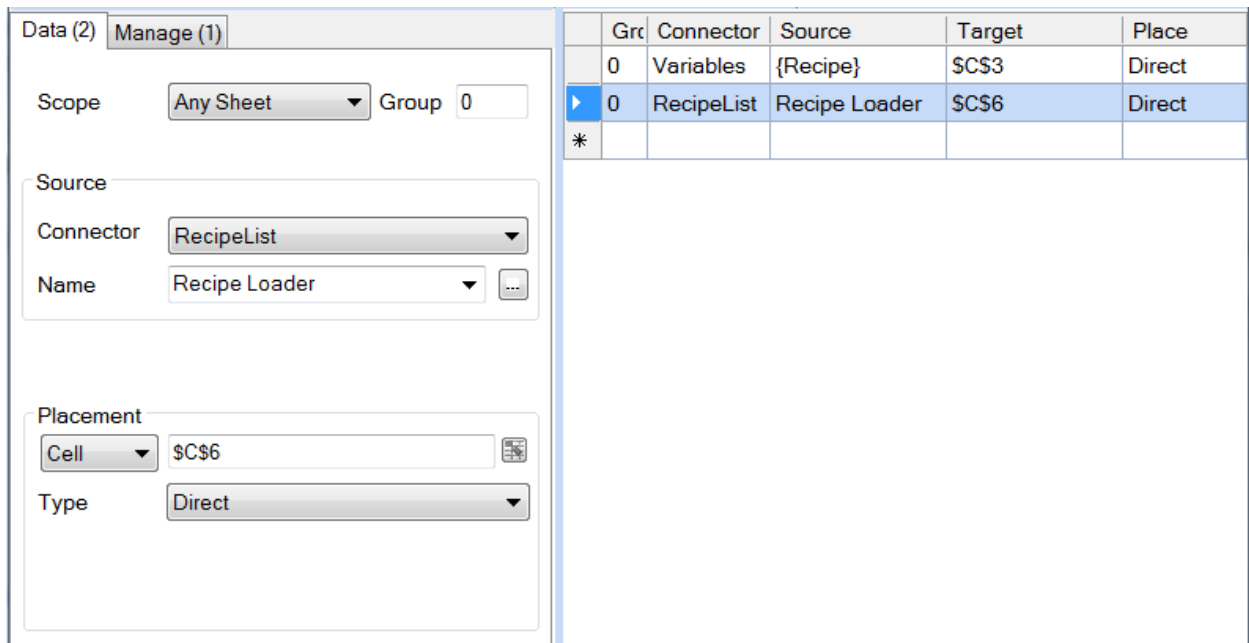 Data (2) Manage (1)
Scope Any Sheet Group 0
Source
Connector RecipeList
Name Recipe Loader ...
Placement
Cell $C$6
Type Direct
Gro Connector Source Target Place
0 Variables {Recipe} $C$3 Direct
0 RecipeList Recipe Loader $C$6 Direct
*